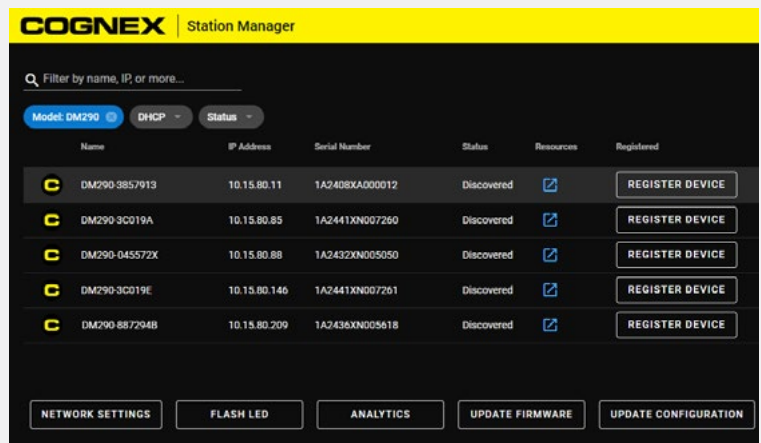 COGNEX Station Manager
Filter by name, IP, or more...
Model: DM290 DHCP Status
Name IP Address Serial Number Status Resources Registered
DM290-3857913 10.15.80.11 1A2408XA000012 Discovered REGISTER DEVICE
DM290-3C019A 10.15.80.85 1A2441XN007260 Discovered REGISTER DEVICE
DM290-045572X 10.15.80.88 1A2432XN005050 Discovered REGISTER DEVICE
DM290-3C019E 10.15.80.146 1A2441XN007261 Discovered REGISTER DEVICE
DM290-887294B 10.15.80.209 1A2436XN005618 Discovered REGISTER DEVICE
NETWORK SETTINGS FLASH LED ANALYTICS UPDATE FIRMWARE UPDATE CONFIGURATION